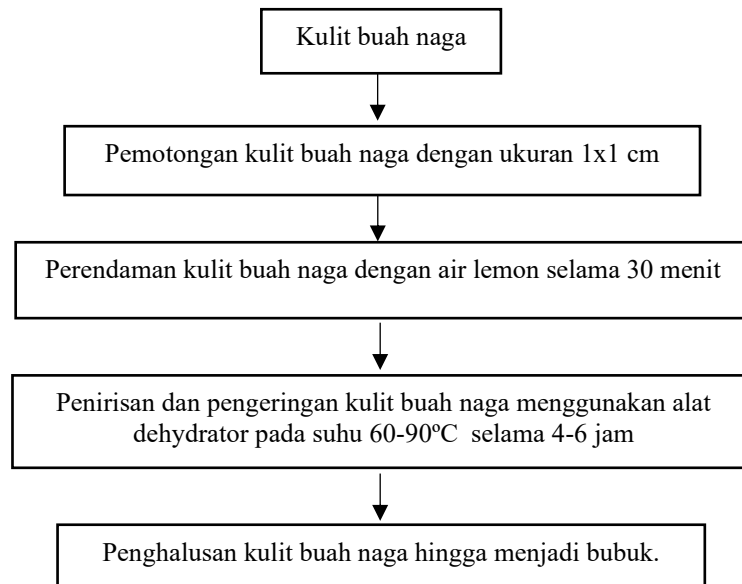 Kulit buah naga
Pemotongan kulit buah naga dengan ukuran 1x1 cm
Perendaman kulit buah naga dengan air lemon selama 30 menit
Penirisan dan pengeringan kulit buah naga menggunakan alat
dehydrator pada suhu 60-90ºC selama 4-6 jam
Penghalusan kulit buah naga hingga menjadi bubuk.